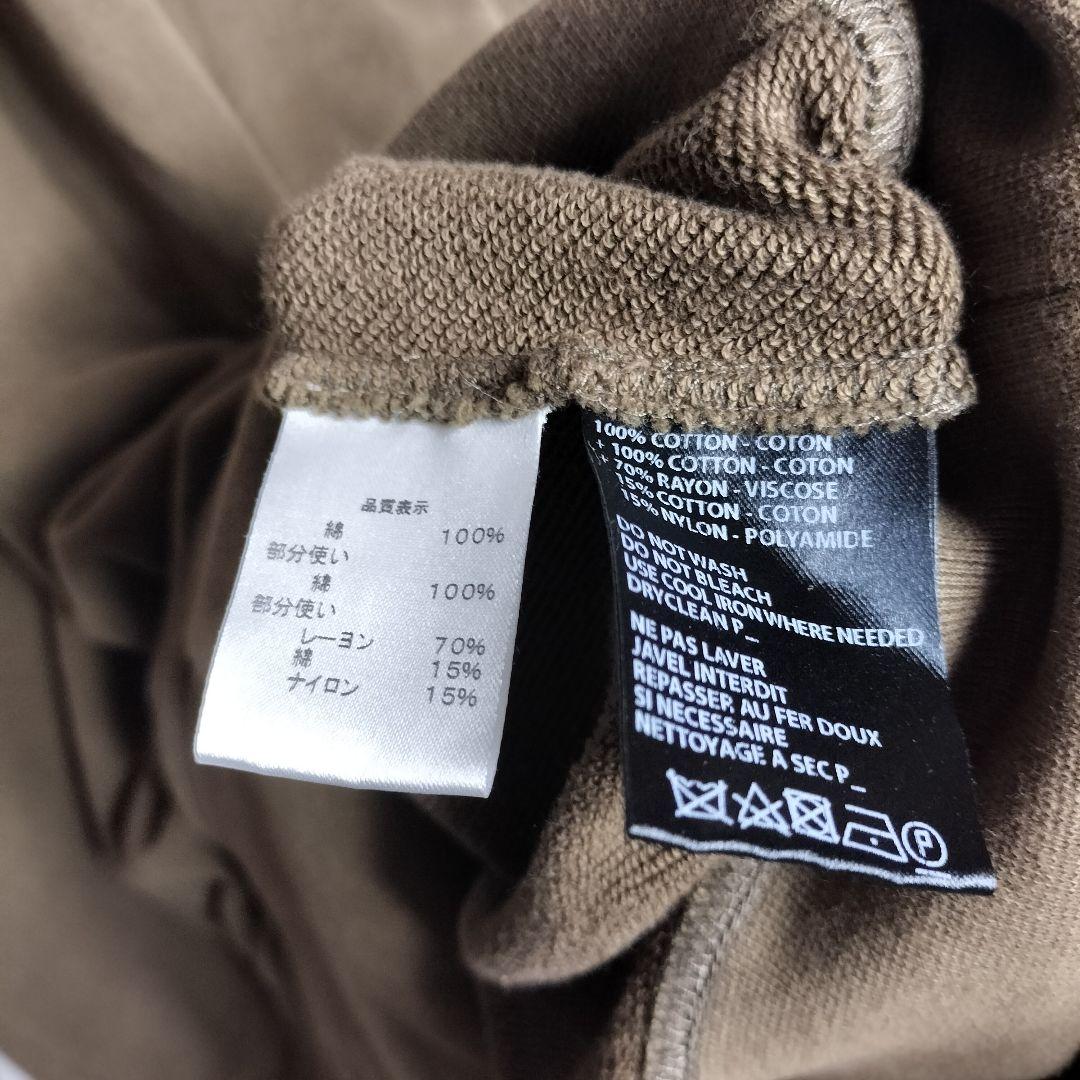 品質表示
綿 100%
部分使い
綿 100%
部分使い
レーヨン 70%
綿 15%
ナイロン 15%
100% COTTON - COTON
+ 100% COTTON - COTON
+ 70% RAYON - VISCOSE
15% COTTON - COTON
15% NYLON - POLYAMIDE
DO NOT WASH
DO NOT BLEACH
USE COOL IRON WHERE NEEDED
DRYCLEAN P_
NE PAS LAVER
JAVEL INTERDIT
REPASSER. AU FER DOUX
SI NECESSAIRE
NETTOYAGE. A SEC P_
P